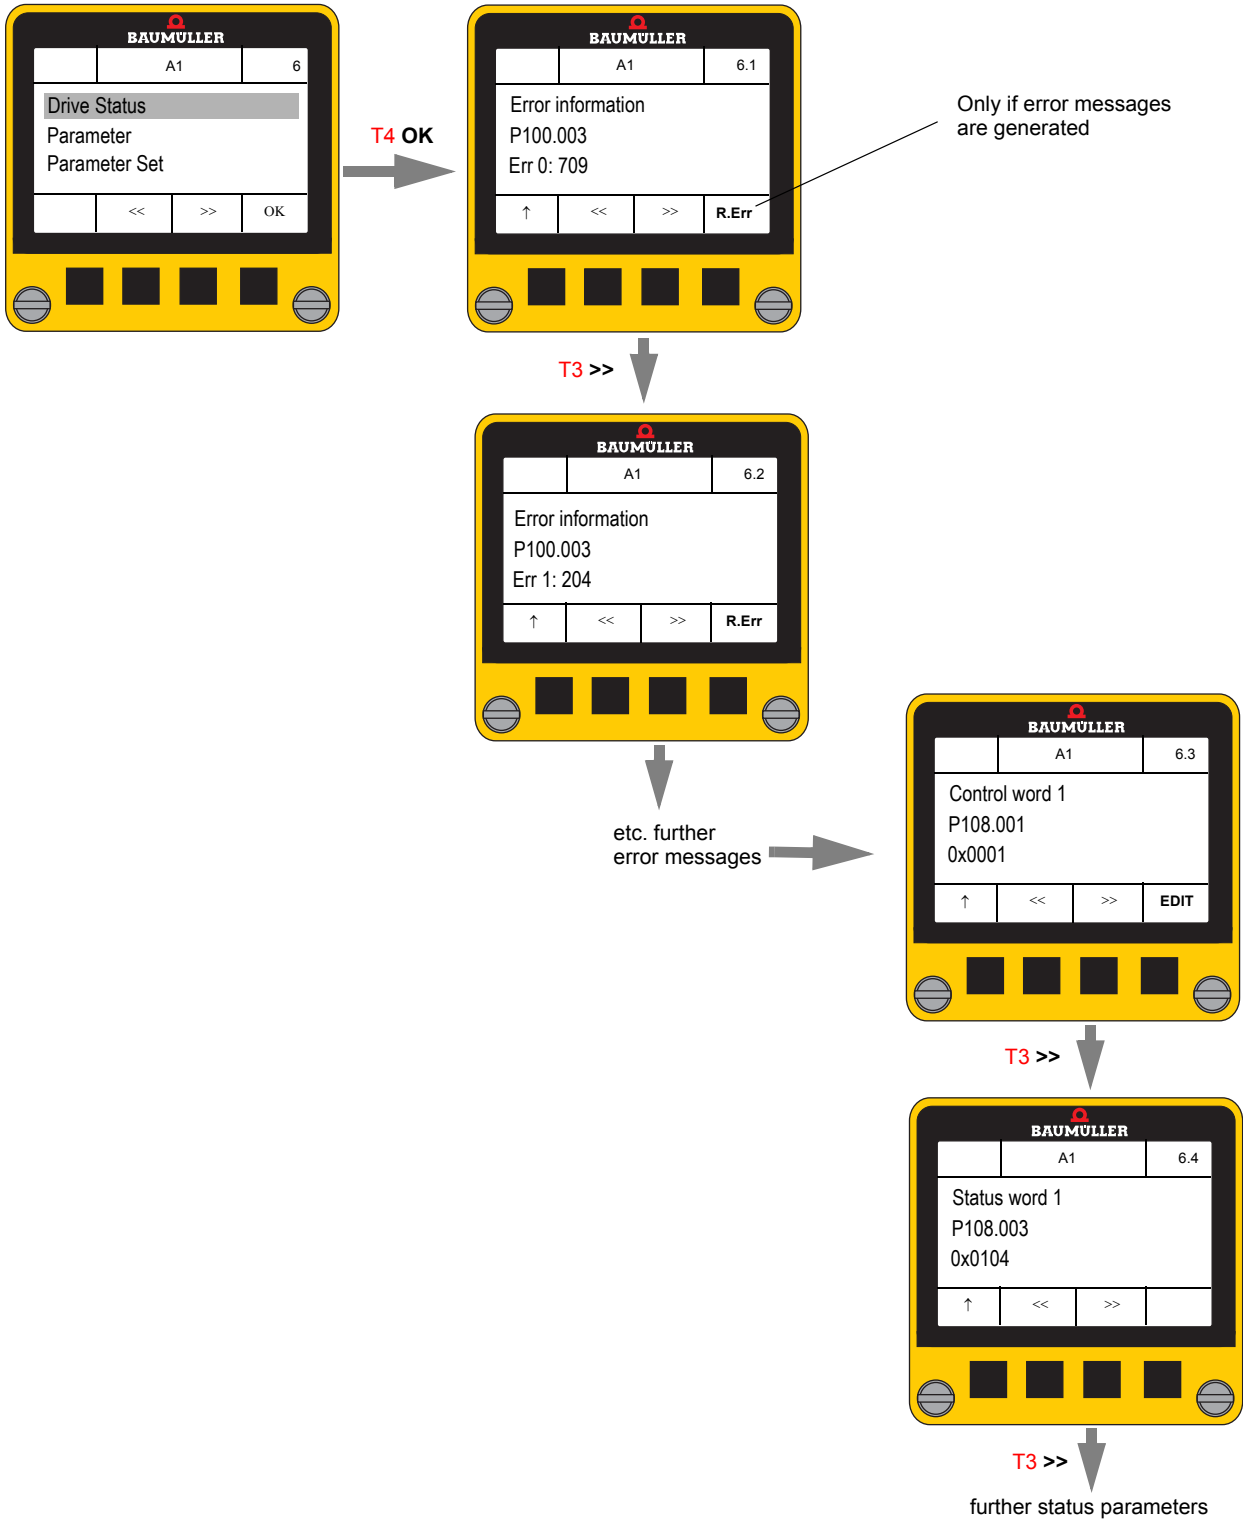 BAUMÜLLER
A1 6
Drive Status
Parameter
Parameter Set
<< >> OK
T4 OK
BAUMÜLLER
A1 6.1
Error information
P100.003
Err 0: 709
↑ << >> R.Err
Only if error messages
are generated
T3 >>
BAUMÜLLER
A1 6.2
Error information
P100.003
Err 1: 204
↑ << >> R.Err
etc. further
error messages
BAUMÜLLER
A1 6.3
Control word 1
P108.001
0x0001
↑ << >> EDIT
T3 >>
BAUMÜLLER
A1 6.4
Status word 1
P108.003
0x0104
↑ << >>
T3 >>
further status parameters